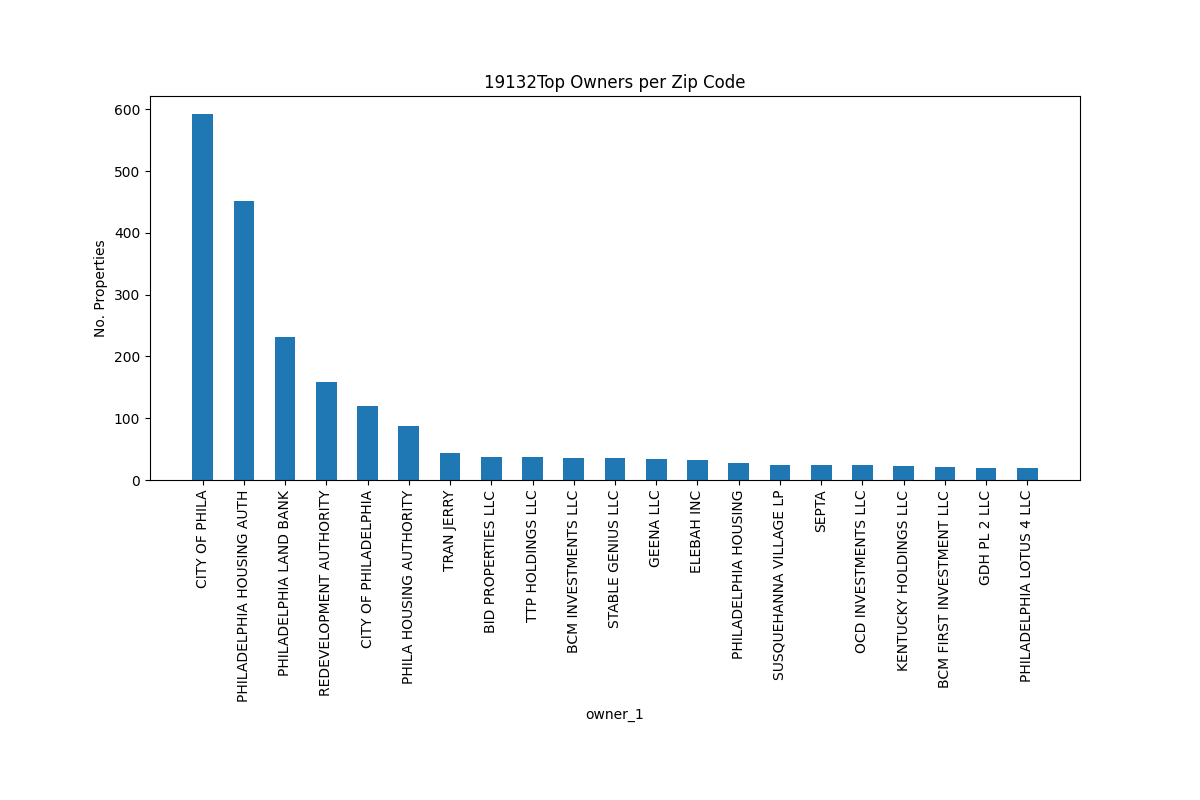 19132Top Owners per Zip Code
No. Properties
600
500
400
300
200
100
0
CITY OF PHILA
PHILADELPHIA HOUSING AUTH
PHILADELPHIA LAND BANK
REDEVELOPMENT AUTHORITY
CITY OF PHILADELPHIA
PHILA HOUSING AUTHORITY
TRAN JERRY
BID PROPERTIES LLC
TTP HOLDINGS LLC
BCM INVESTMENTS LLC
STABLE GENIUS LLC
GEENA LLC
ELEBAH INC
PHILADELPHIA HOUSING
SUSQUEHANNA VILLAGE LP
SEPTA
OCD INVESTMENTS LLC
KENTUCKY HOLDINGS LLC
BCM FIRST INVESTMENT LLC
GDH PL 2 LLC
PHILADELPHIA LOTUS 4 LLC
owner_1